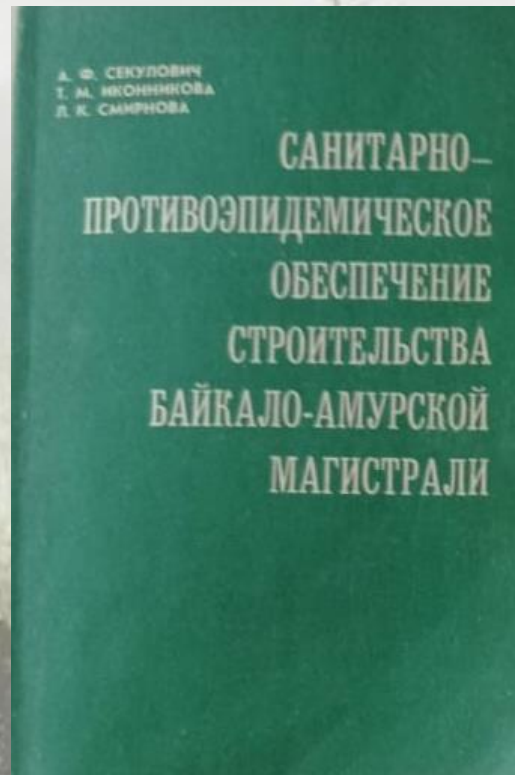 А. Ф. СЕКУЛОВИЧ
Т. М. ИКОННИКОВА
Л. К. СМИРНОВА
САНИТАРНО-
ПРОТИВОЭПИДЕМИЧЕСКОЕ
ОБЕСПЕЧЕНИЕ
СТРОИТЕЛЬСТВА
БАЙКАЛО-АМУРСКОЙ
МАГИСТРАЛИ